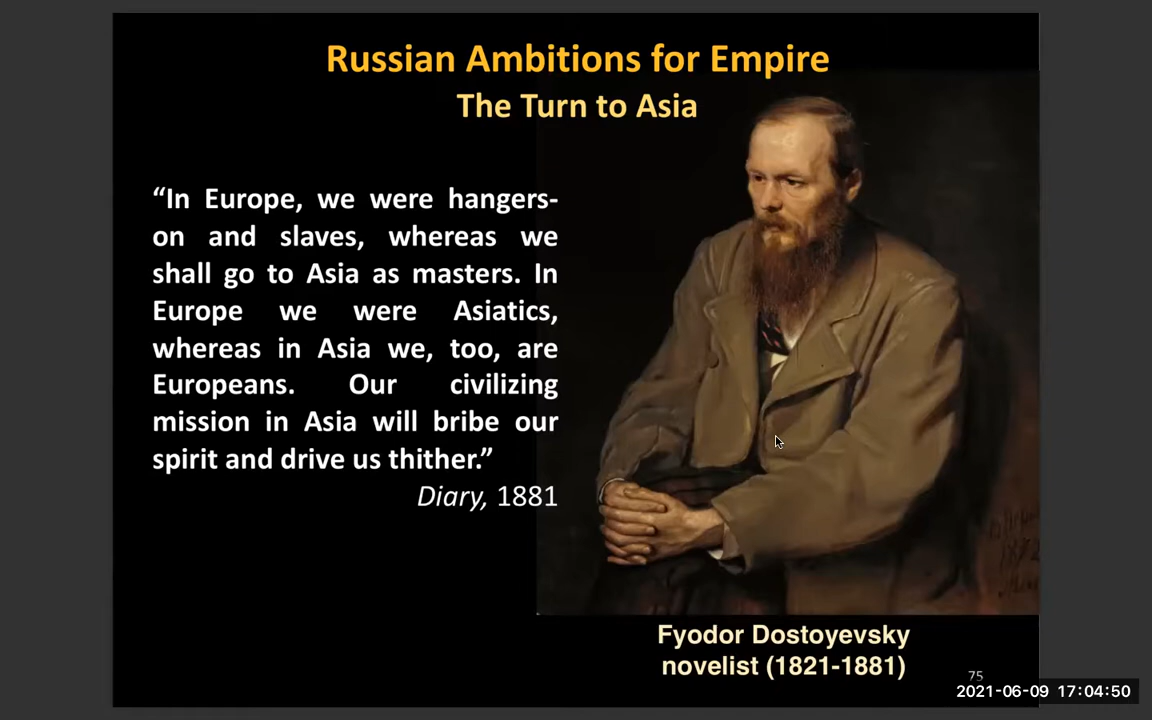 Russian Ambitions for Empire
The Turn to Asia
“In Europe, we were hangers-
on and slaves, whereas we
shall go to Asia as masters. In
Europe we were Asiatics,
whereas in Asia we, too, are
Europeans. Our civilizing
mission in Asia will bribe our
spirit and drive us thither.”
Diary, 1881
Fyodor Dostoyevsky
novelist (1821-1881)
75
2021-06-09 17:04:50